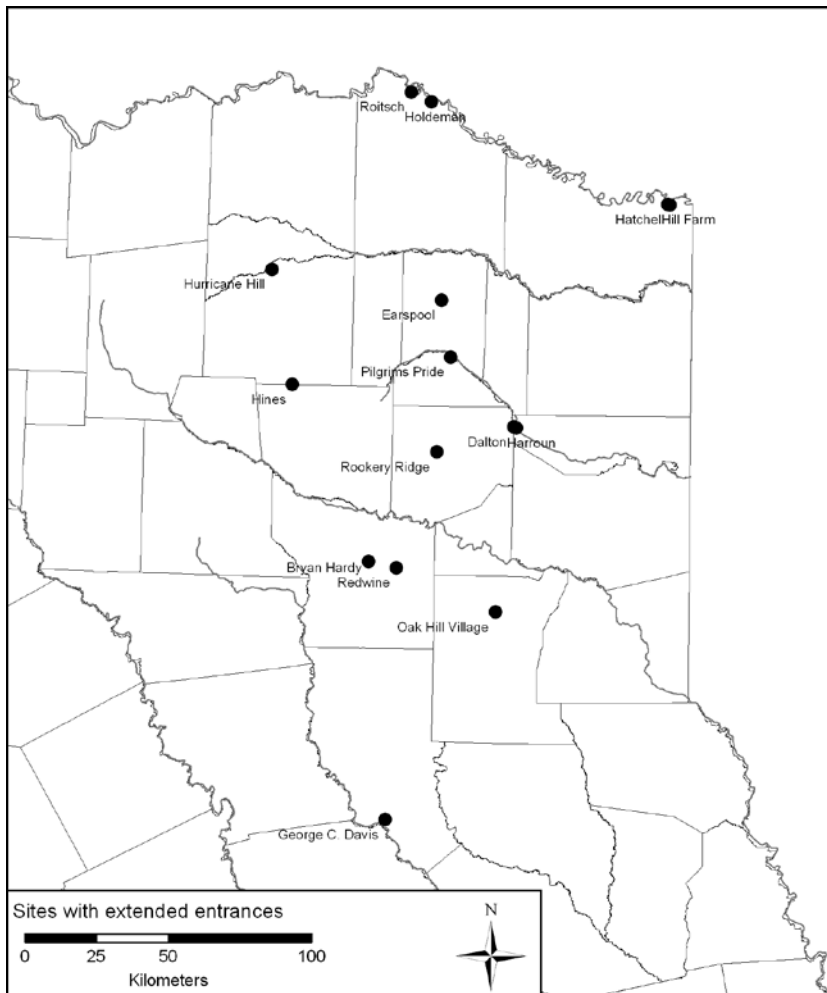 Roitsch
Holdeman
HatchelHill Farm
Hurricane Hill
Earspool
Pilgrims Pride
Hines
DaltonHarroun
Rookery Ridge
Bryan Hardy
Redwine
Oak Hill Village
George C. Davis
Sites with extended entrances
N
0 25 50 100
Kilometers